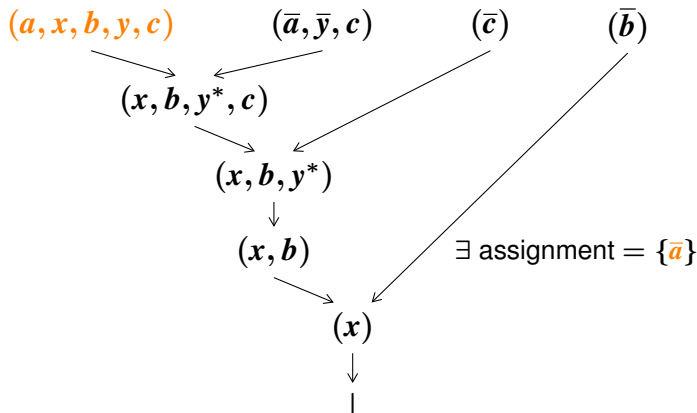 (a, x, b, y, c) (a̅, y̅, c) (c̅) (b̅)
(x, b, y*, c)
(x, b, y*)
(x, b) ∃ assignment = {a̅}
(x)